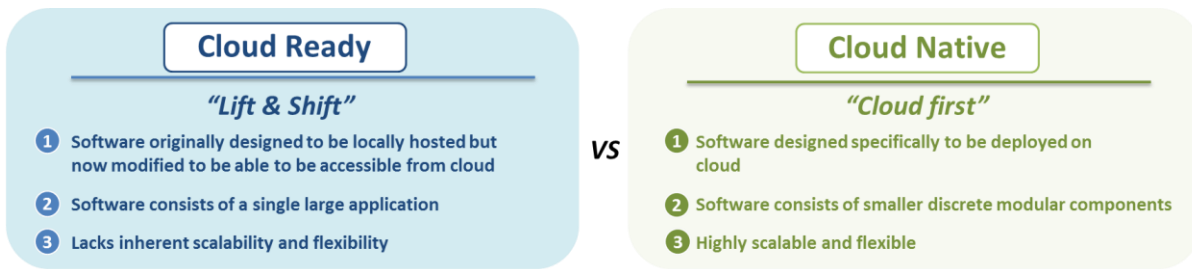 Cloud Ready
“Lift & Shift”
1 Software originally designed to be locally hosted but
now modified to be able to be accessible from cloud
2 Software consists of a single large application
3 Lacks inherent scalability and flexibility
VS
Cloud Native
“Cloud first”
1 Software designed specifically to be deployed on
cloud
2 Software consists of smaller discrete modular components
3 Highly scalable and flexible